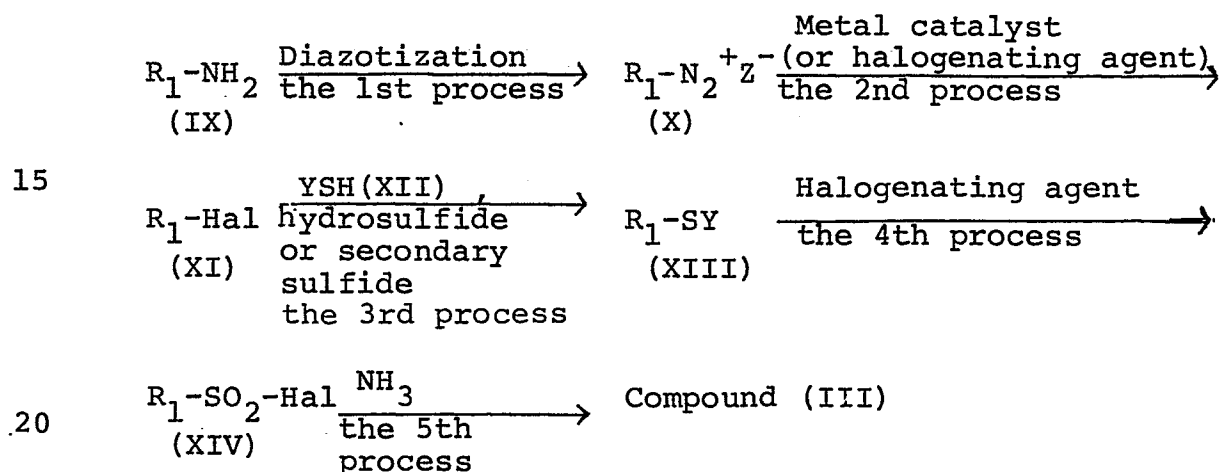 Metal catalyst
R1-NH2 Diazotization R1-N2+Z- (or halogenating agent)
the 1st process the 2nd process
(IX) (X)
15 YSH(XII), Halogenating agent
R1-Hal hydrosulfide R1-SY the 4th process
(XI) or secondary (XIII)
sulfide
the 3rd process
R1-SO2-Hal NH3 Compound (III)
20 (XIV) the 5th
process